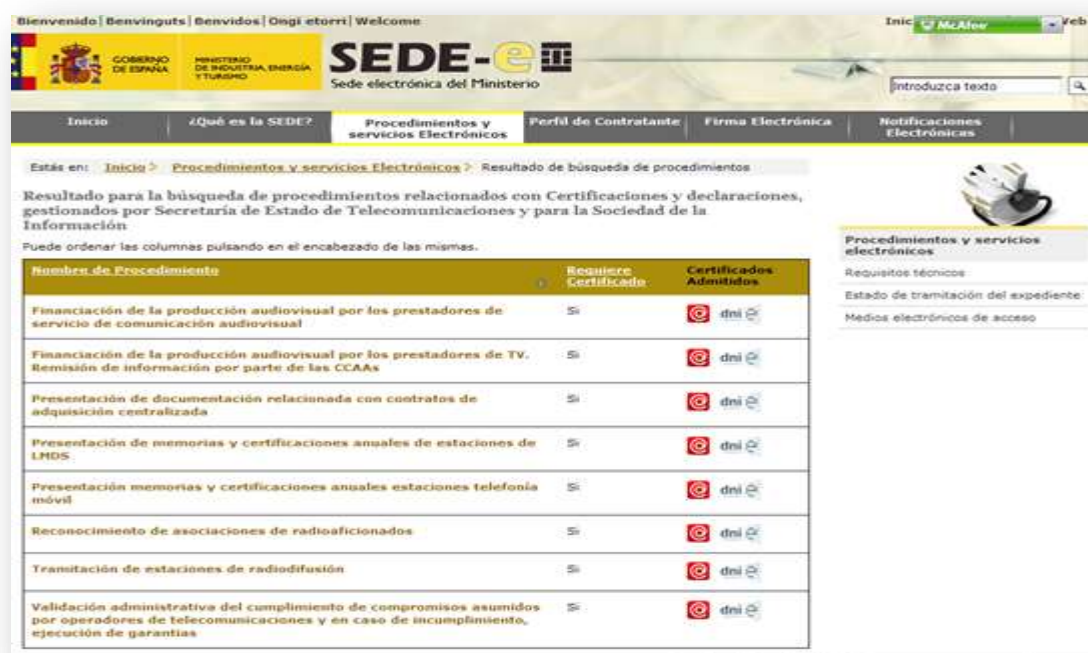 Bienvenido | Benvinguts | Benvidos | Ongi etorri | Welcome
Inic
McAfee
Web
GOBIERNO
DE ESPAÑA
MINISTERIO
DE INDUSTRIA, ENERGÍA
Y TURISMO
SEDE-e
Sede electrónica del Ministerio
Introduzca texto
Inicio
¿Qué es la SEDE?
Procedimientos y
servicios Electrónicos
Perfil de Contratante
Firma Electrónica
Notificaciones
Electrónicas
Estás en: Inicio > Procedimientos y servicios Electrónicos > Resultado de búsqueda de procedimientos
Resultado para la búsqueda de procedimientos relacionados con Certificaciones y declaraciones,
gestionados por Secretaría de Estado de Telecomunicaciones y para la Sociedad de la
Información
Puede ordenar las columnas pulsando en el encabezado de las mismas.
Nombre de Procedimiento
Requiere
Certificado
Certificados
Admitidos
Financiación de la producción audiovisual por los prestadores de
servicio de comunicación audiovisual
Si
@ dni e
Financiación de la producción audiovisual por los prestadores de TV.
Remisión de información por parte de las CCAAs
Si
@ dni e
Presentación de documentación relacionada con contratos de
adquisición centralizada
Si
@ dni e
Presentación de memorias y certificaciones anuales de estaciones de
LMDS
Si
@ dni e
Presentación memorias y certificaciones anuales estaciones telefonía
móvil
Si
@ dni e
Reconocimiento de asociaciones de radioaficionados
Si
@ dni e
Tramitación de estaciones de radiodifusión
Si
@ dni e
Validación administrativa del cumplimiento de compromisos asumidos
por operadores de telecomunicaciones y en caso de incumplimiento,
ejecución de garantías
Si
@ dni e
Procedimientos y servicios
electrónicos
Requisitos técnicos
Estado de tramitación del expediente
Medios electrónicos de acceso